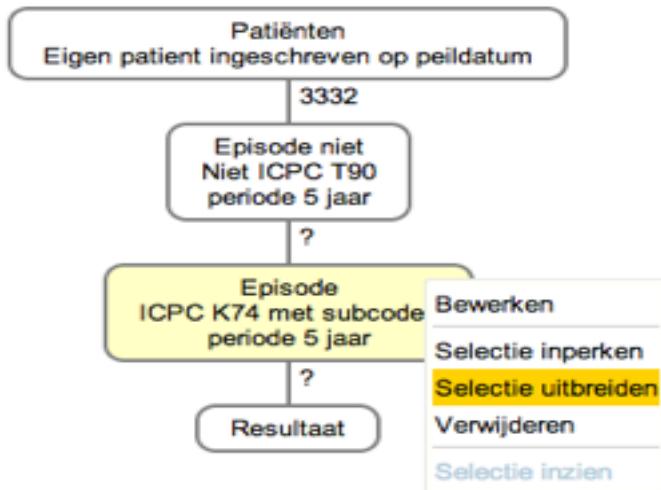 Patiënten
Eigen patient ingeschreven op peildatum
3332
Episode niet
Niet ICPC T90
periode 5 jaar
?
Episode
ICPC K74 met subcode
periode 5 jaar
?
Resultaat
Bewerken
Selectie inperken
Selectie uitbreiden
Verwijderen
Selectie inzien